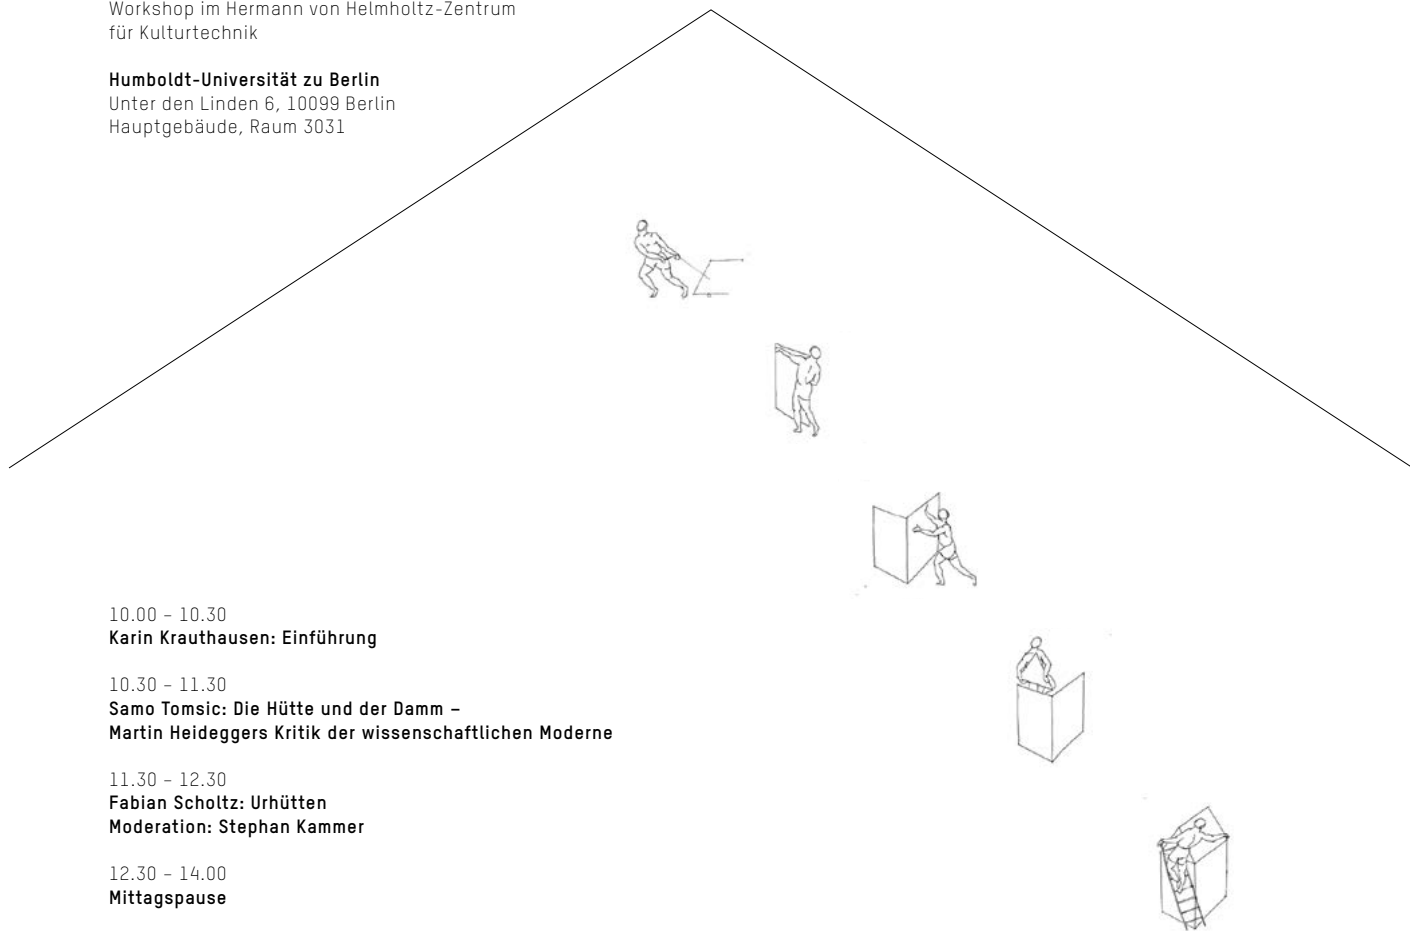 Workshop im Hermann von Helmholtz-Zentrum
für Kulturtechnik
Humboldt-Universität zu Berlin
Unter den Linden 6, 10099 Berlin
Hauptgebäude, Raum 3031
10.00 – 10.30
Karin Krauthausen: Einführung
10.30 – 11.30
Samo Tomsic: Die Hütte und der Damm –
Martin Heideggers Kritik der wissenschaftlichen Moderne
11.30 – 12.30
Fabian Scholtz: Urhütten
Moderation: Stephan Kammer
12.30 – 14.00
Mittagspause